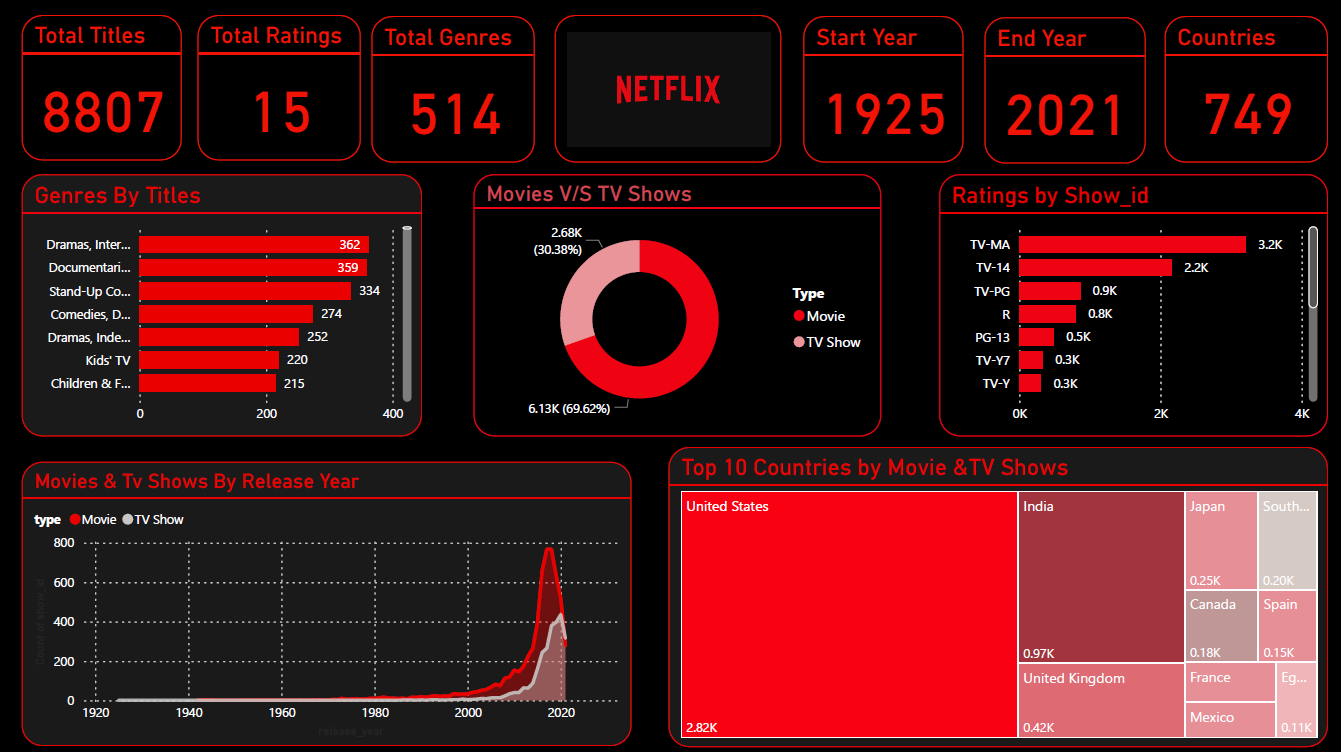 Total Titles
8807
Total Ratings
15
Total Genres
514
NETFLIX
Start Year
1925
End Year
2021
Countries
749
Genres By Titles
Dramas, Inter... 362
Documentari... 359
Stand-Up Co... 334
Comedies, D... 274
Dramas, Inde... 252
Kids' TV 220
Children & F... 215
0 200 400
Movies V/S TV Shows
2.68K
(30.38%)
6.13K (69.62%)
Type
Movie
TV Show
Ratings by Show_id
TV-MA 3.2K
TV-14 2.2K
TV-PG 0.9K
R 0.8K
PG-13 0.5K
TV-Y7 0.3K
TV-Y 0.3K
0K 2K 4K
Movies & Tv Shows By Release Year
type Movie TV Show
800
600
400
200
0
1920 1940 1960 1980 2000 2020
release_year
Count of show_id
Top 10 Countries by Movie &TV Shows
United States
2.82K
India
0.97K
United Kingdom
0.42K
Japan
0.25K
South...
0.20K
Canada
0.18K
Spain
0.15K
France
Mexico
Eg...
0.11K